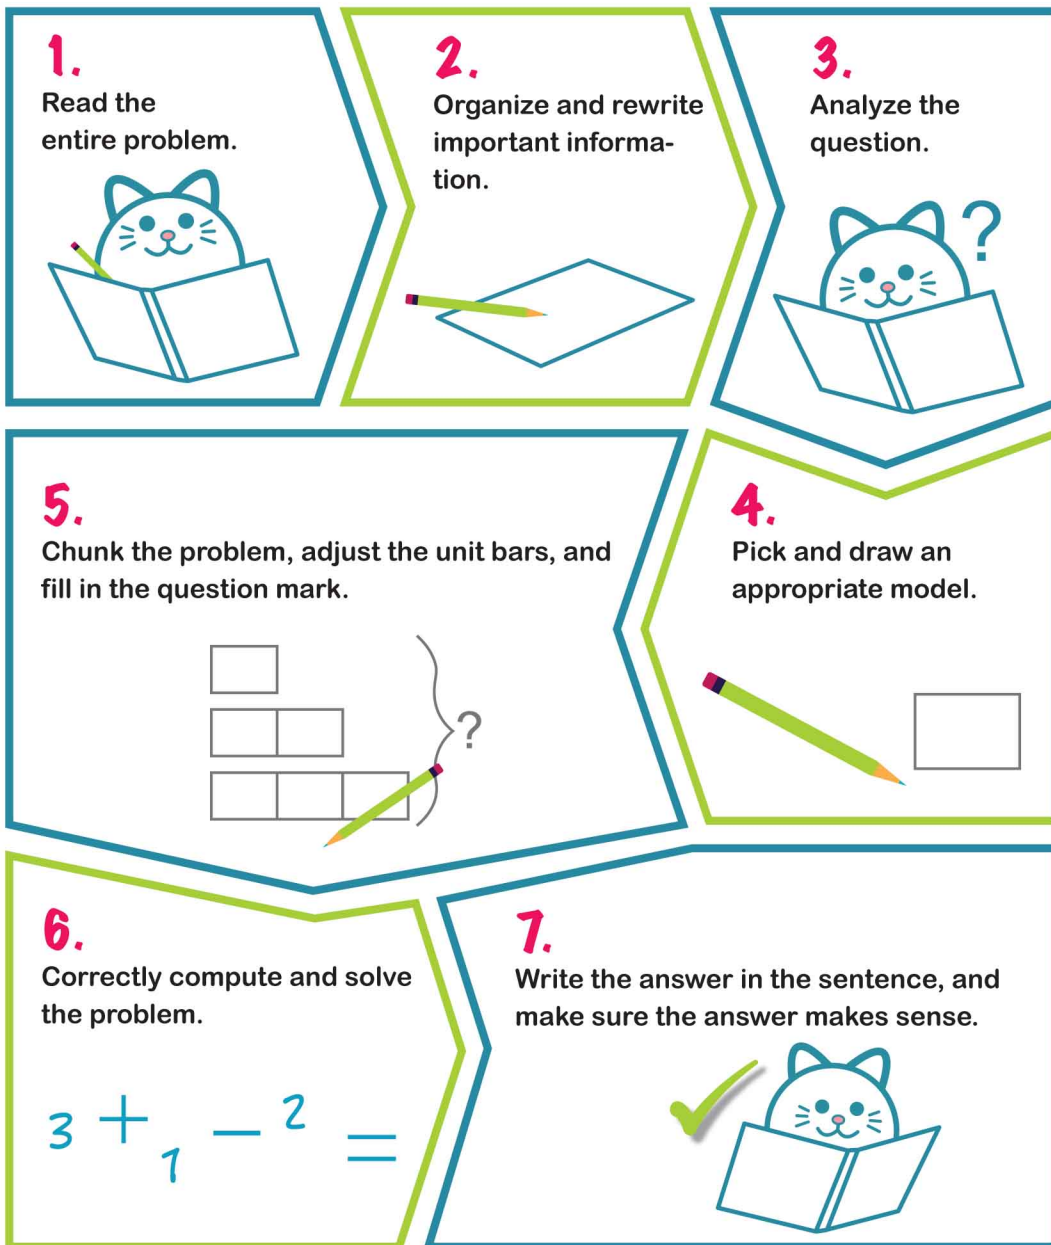 1.
Read the
entire problem.
2.
Organize and rewrite
important informa-
tion.
3.
Analyze the
question.
?
4.
Pick and draw an
appropriate model.
5.
Chunk the problem, adjust the unit bars, and
fill in the question mark.
?
6.
Correctly compute and solve
the problem.
3 + 1 − 2 =
7.
Write the answer in the sentence, and
make sure the answer makes sense.